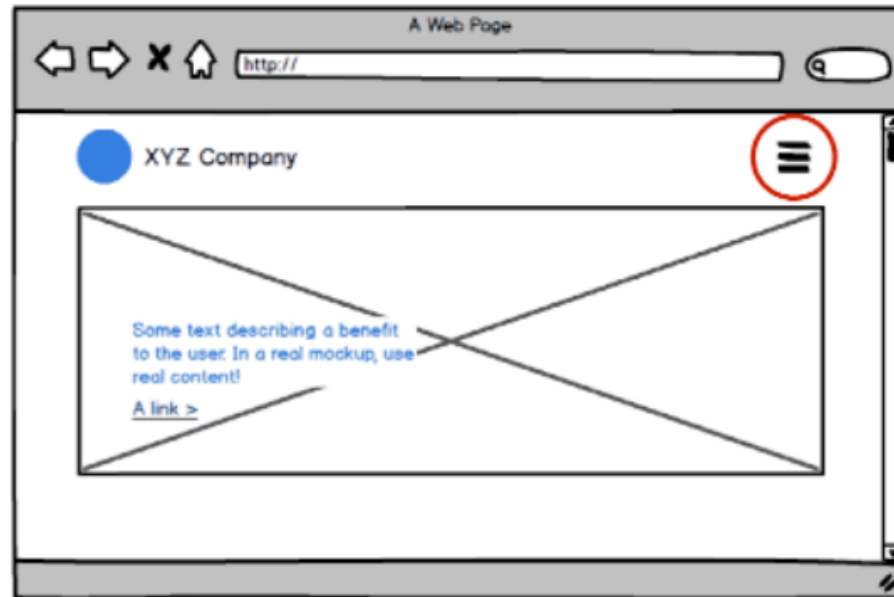 A Web Page
http://
XYZ Company
Some text describing a benefit
to the user. In a real mockup, use
real content!
A link >